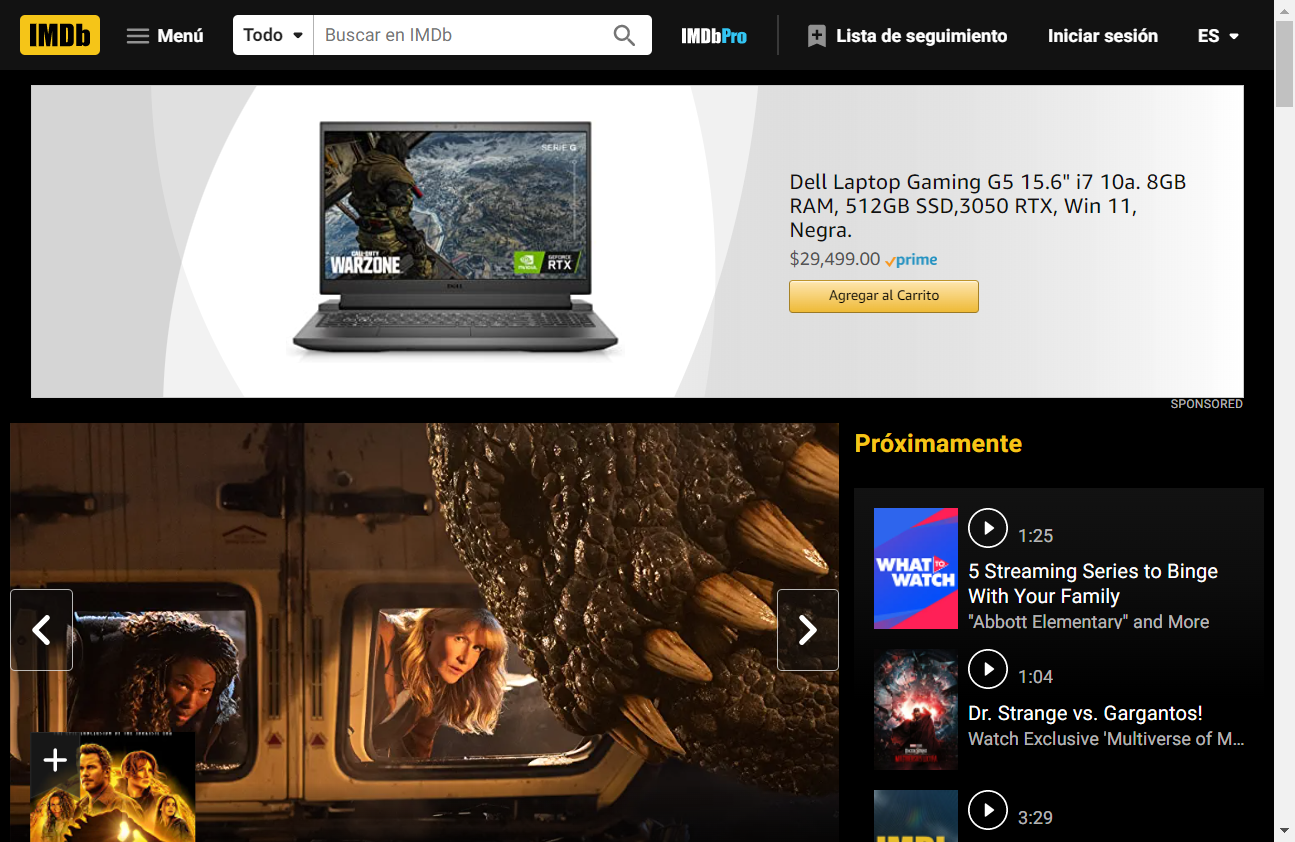 IMDb
Menú
Todo
Buscar en IMDb
IMDbPro
Lista de seguimiento
Iniciar sesión
ES
SERIE G
CALL OF DUTY
WARZONE
NVIDIA
GEFORCE
RTX
DELL
Dell Laptop Gaming G5 15.6" i7 10a. 8GB
RAM, 512GB SSD,3050 RTX, Win 11,
Negra.
$29,499.00 prime
Agregar al Carrito
SPONSORED
Próximamente
WHAT TO
WATCH
1:25
5 Streaming Series to Binge
With Your Family
"Abbott Elementary" and More
1:04
Dr. Strange vs. Gargantos!
Watch Exclusive 'Multiverse of M...
3:29